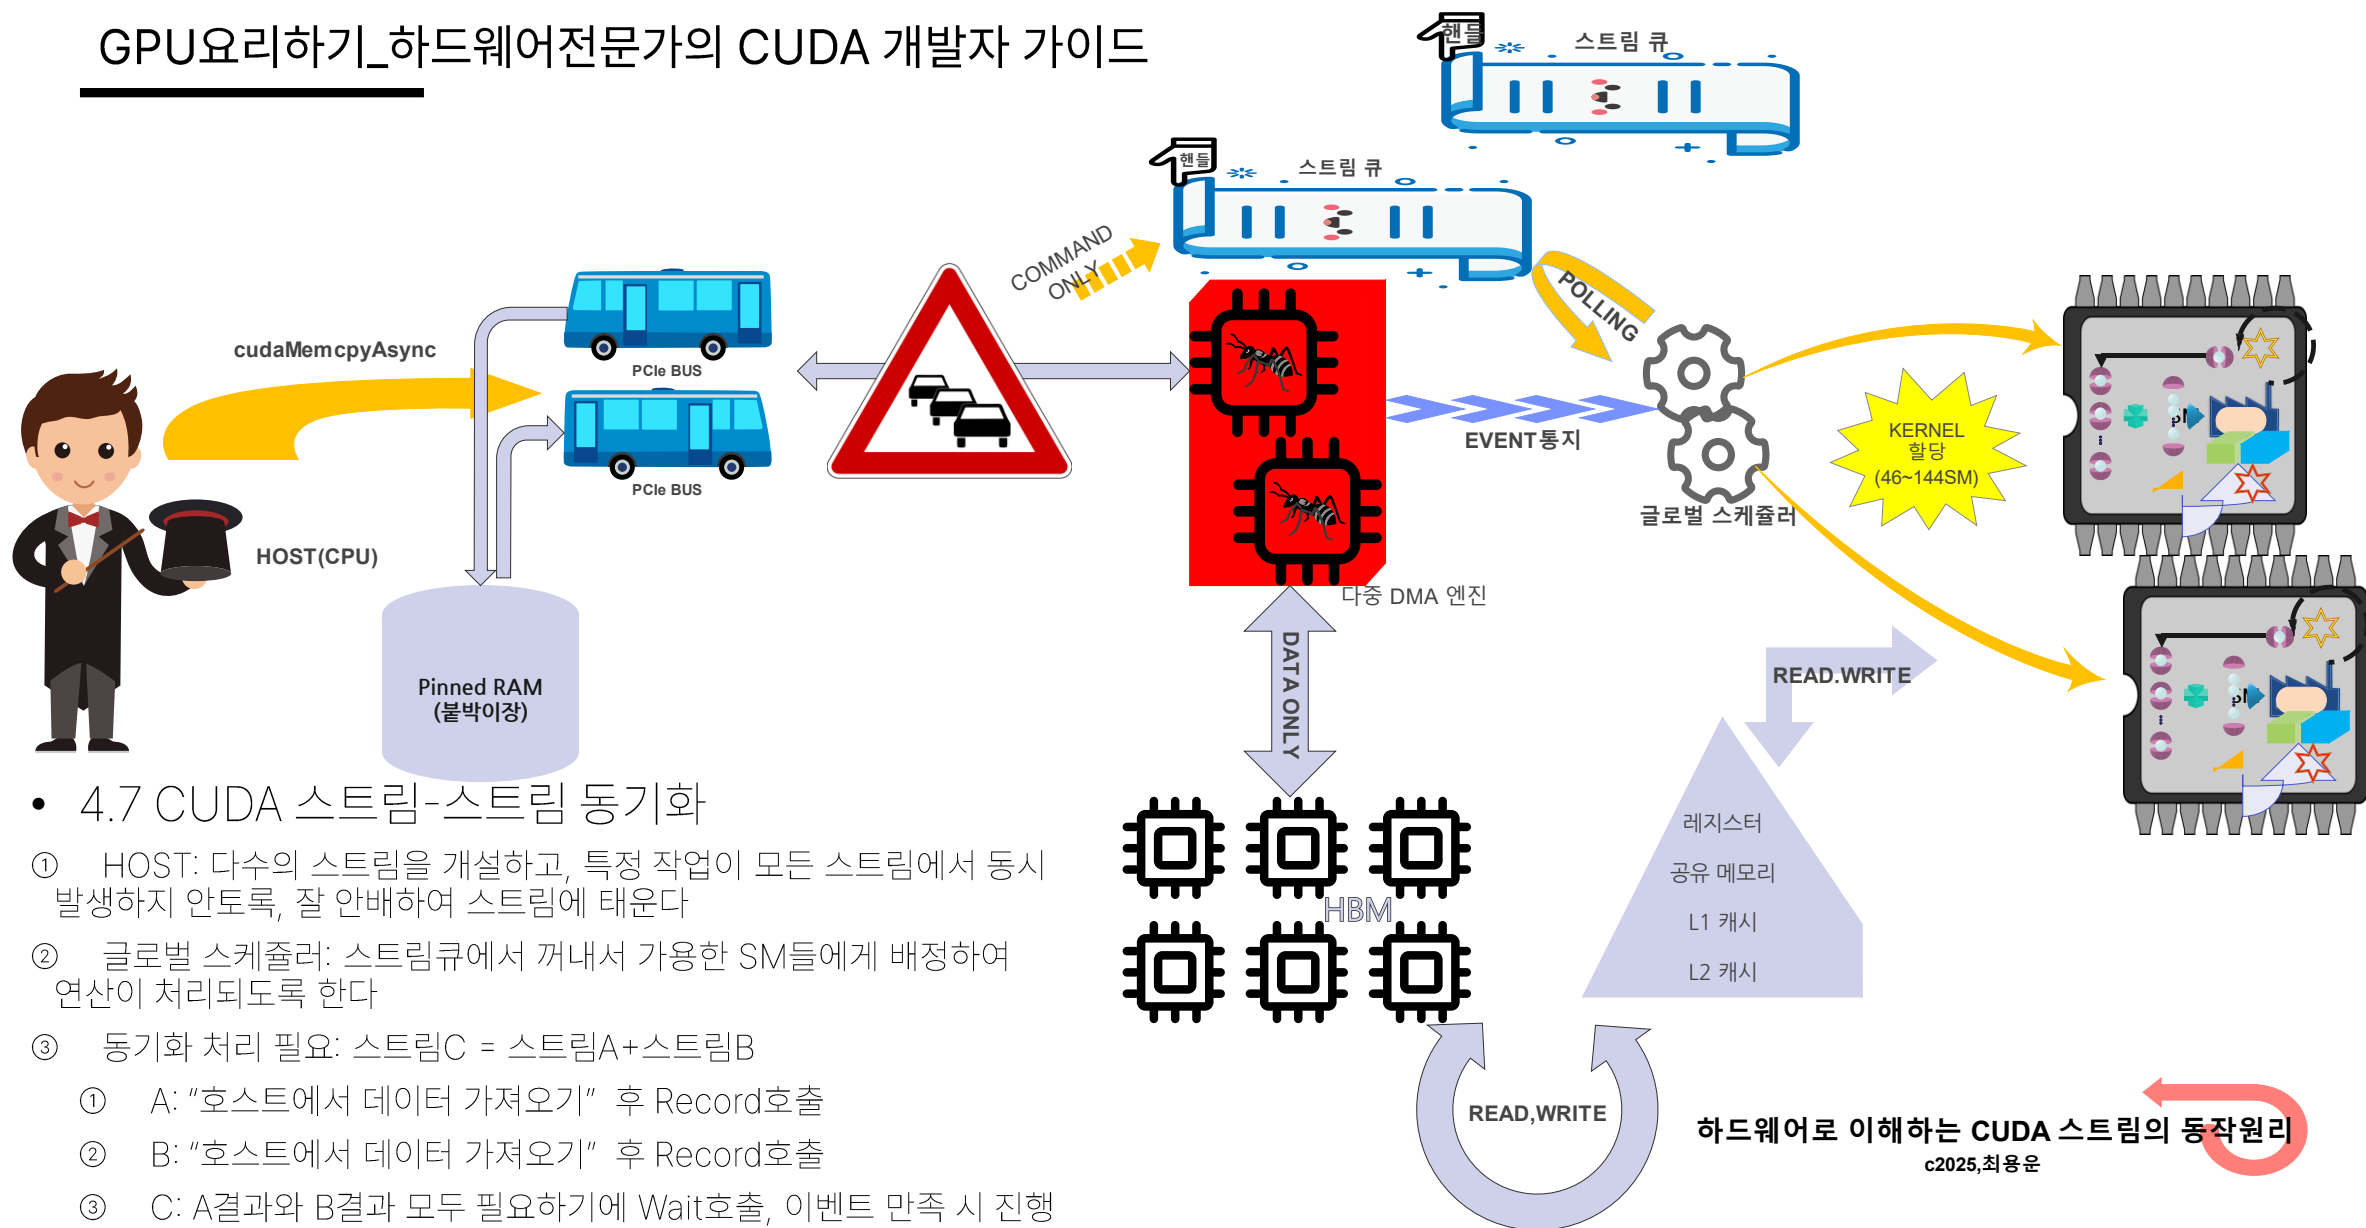 GPU요리하기_하드웨어전문가의 CUDA 개발자 가이드
핸들
스트림 큐
핸들
스트림 큐
COMMAND
ONLY
POLLING
cudaMemcpyAsync
PCIe BUS
PCIe BUS
HOST(CPU)
EVENT통지
글로벌 스케쥴러
KERNEL
할당
(46~144SM)
다중 DMA 엔진
DATA ONLY
Pinned RAM
(붙박이장)
READ.WRITE
레지스터
공유 메모리
L1 캐시
L2 캐시
HBM
READ,WRITE
• 4.7 CUDA 스트림-스트림 동기화
① HOST: 다수의 스트림을 개설하고, 특정 작업이 모든 스트림에서 동시
발생하지 안토록, 잘 안배하여 스트림에 태운다
② 글로벌 스케쥴러: 스트림큐에서 꺼내서 가용한 SM들에게 배정하여
연산이 처리되도록 한다
③ 동기화 처리 필요: 스트림C = 스트림A+스트림B
① A: “호스트에서 데이터 가져오기” 후 Record호출
② B: “호스트에서 데이터 가져오기” 후 Record호출
③ C: A결과와 B결과 모두 필요하기에 Wait호출, 이벤트 만족 시 진행
하드웨어로 이해하는 CUDA 스트림의 동작원리
c2025,최용운